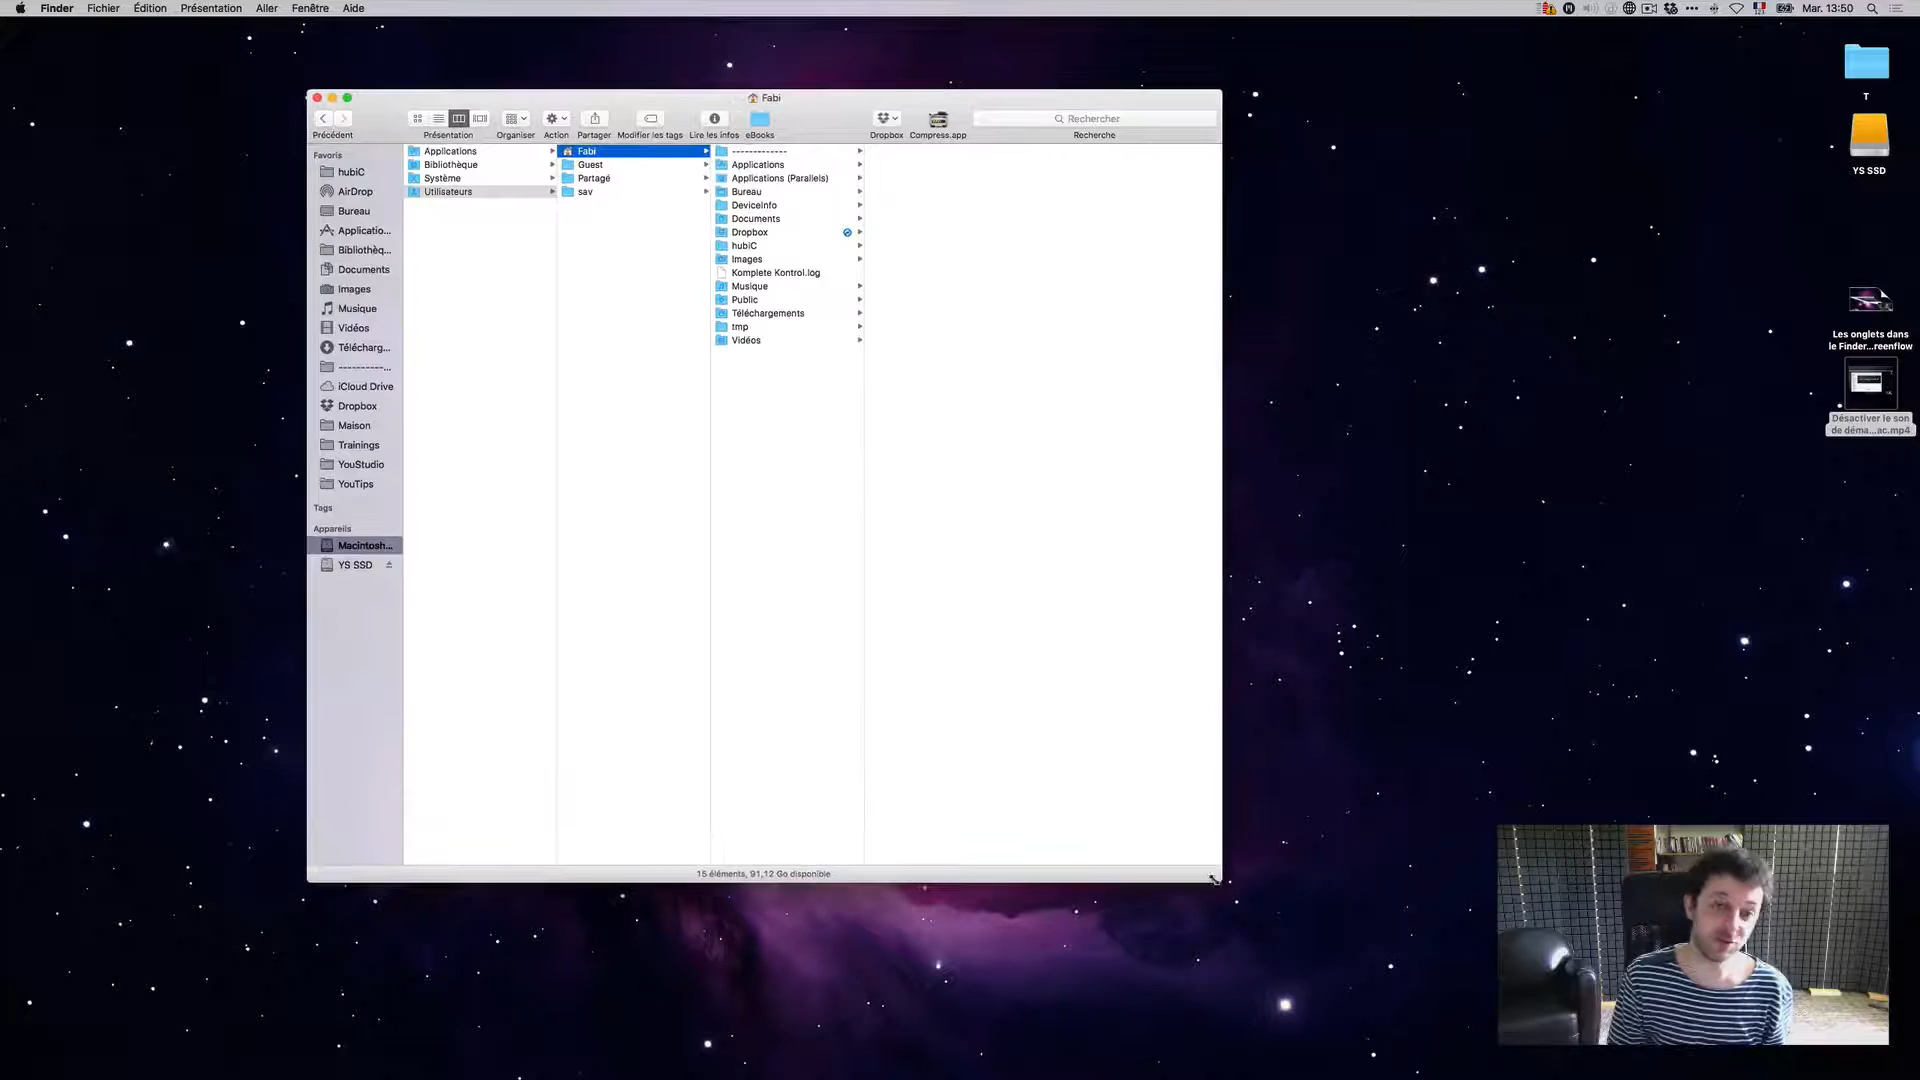 Finder Fichier Édition Présentation Aller Fenêtre Aide
Mar. 13:50
Fabi
Précédent
Présentation
Organiser
Action
Partager
Modifier les tags
Lire les infos
eBooks
Dropbox
Compress.app
Rechercher
Recherche
Favoris
hubiC
AirDrop
Bureau
Applicatio...
Bibliothèq...
Documents
Images
Musique
Vidéos
Télécharg...
----------...
iCloud Drive
Dropbox
Maison
Trainings
YouStudio
YouTips
Tags
Appareils
Macintosh...
YS SSD
Applications
Bibliothèque
Système
Utilisateurs
Fabi
Guest
Partagé
sav
-------------
Applications
Applications (Parallels)
Bureau
DeviceInfo
Documents
Dropbox
hubiC
Images
Komplete Kontrol.log
Musique
Public
Téléchargements
tmp
Vidéos
15 éléments, 91,12 Go disponible
T
YS SSD
Les onglets dans
le Finder...reenflow
Désactiver le son
de déma...ac.mp4